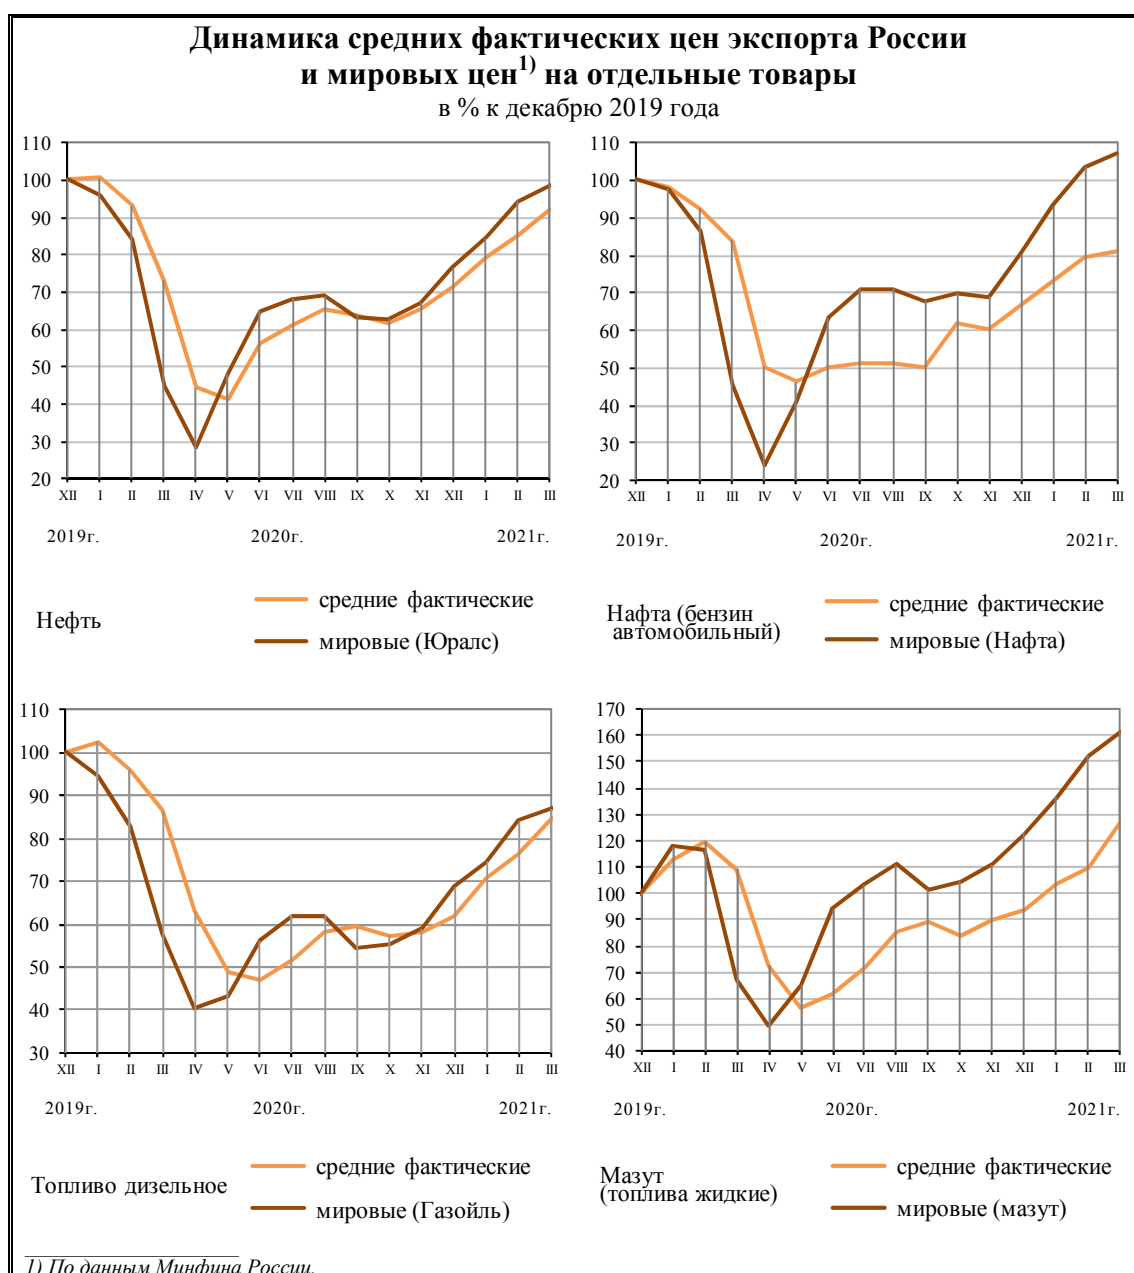 Динамика средних фактических цен экспорта России
и мировых цен1) на отдельные товары
в % к декабрю 2019 года
110
100
90
80
70
60
50
40
30
20
XII I II III IV V VI VII VIII IX X XI XII I II III
2019г. 2020г. 2021г.
Нефть
средние фактические
мировые (Юралс)
110
100
90
80
70
60
50
40
30
20
XII I II III IV V VI VII VIII IX X XI XII I II III
2019г. 2020г. 2021г.
Нафта (бензин
автомобильный)
средние фактические
мировые (Нафта)
110
100
90
80
70
60
50
40
30
XII I II III IV V VI VII VIII IX X XI XII I II III
2019г. 2020г. 2021г.
Топливо дизельное
средние фактические
мировые (Газойль)
170
160
150
140
130
120
110
100
90
80
70
60
50
40
XII I II III IV V VI VII VIII IX X XI XII I II III
2019г. 2020г. 2021г.
Мазут
(топлива жидкие)
средние фактические
мировые (мазут)
1) По данным Минфина России.